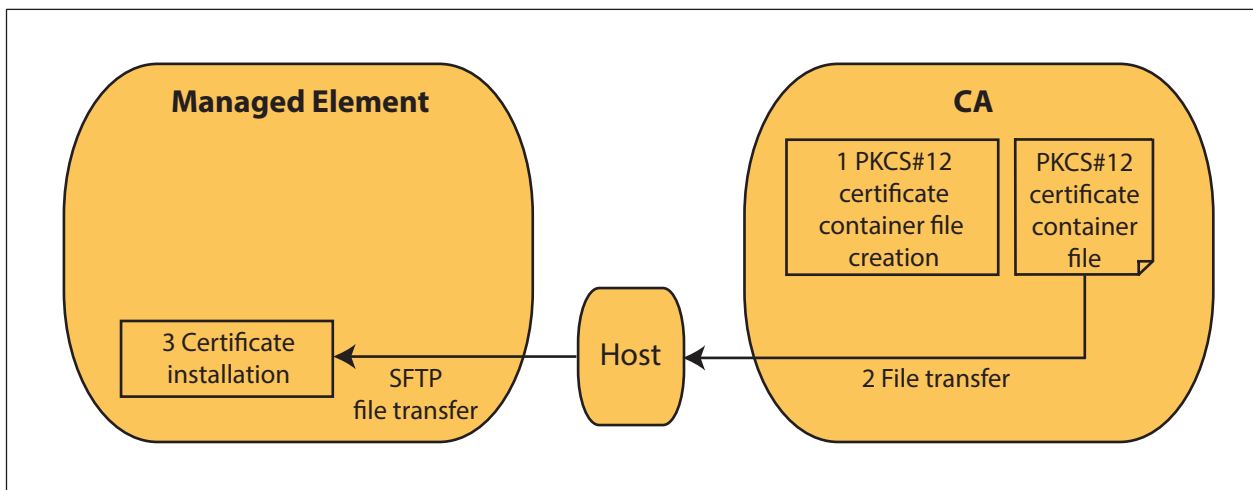 Managed Element
CA
1 PKCS#12
certificate
container file
creation
PKCS#12
certificate
container
file
3 Certificate
installation
SFTP
file transfer
Host
2 File transfer